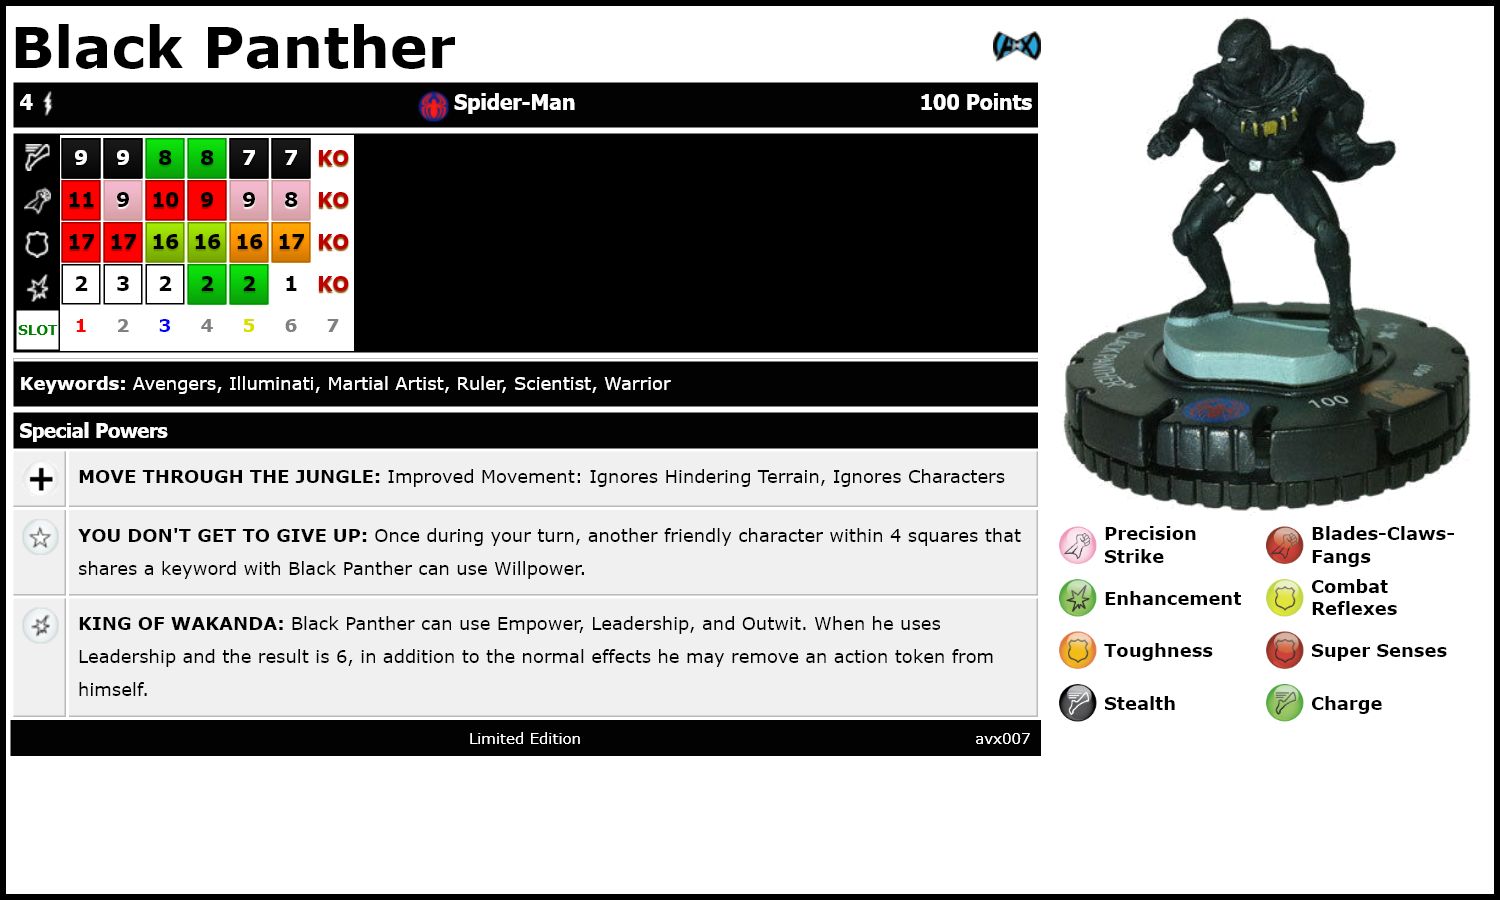 Black Panther
AVX
4 Spider-Man 100 Points
9 9 8 8 7 7 KO
11 9 10 9 9 8 KO
17 17 16 16 16 17 KO
2 3 2 2 2 1 KO
SLOT 1 2 3 4 5 6 7
Keywords: Avengers, Illuminati, Martial Artist, Ruler, Scientist, Warrior
Special Powers
MOVE THROUGH THE JUNGLE: Improved Movement: Ignores Hindering Terrain, Ignores Characters
YOU DON'T GET TO GIVE UP: Once during your turn, another friendly character within 4 squares that
shares a keyword with Black Panther can use Willpower.
KING OF WAKANDA: Black Panther can use Empower, Leadership, and Outwit. When he uses
Leadership and the result is 6, in addition to the normal effects he may remove an action token from
himself.
Limited Edition avx007
BLACK PANTHER™
100
Precision
Strike
Blades-Claws-
Fangs
Enhancement
Combat
Reflexes
Toughness
Super Senses
Stealth
Charge